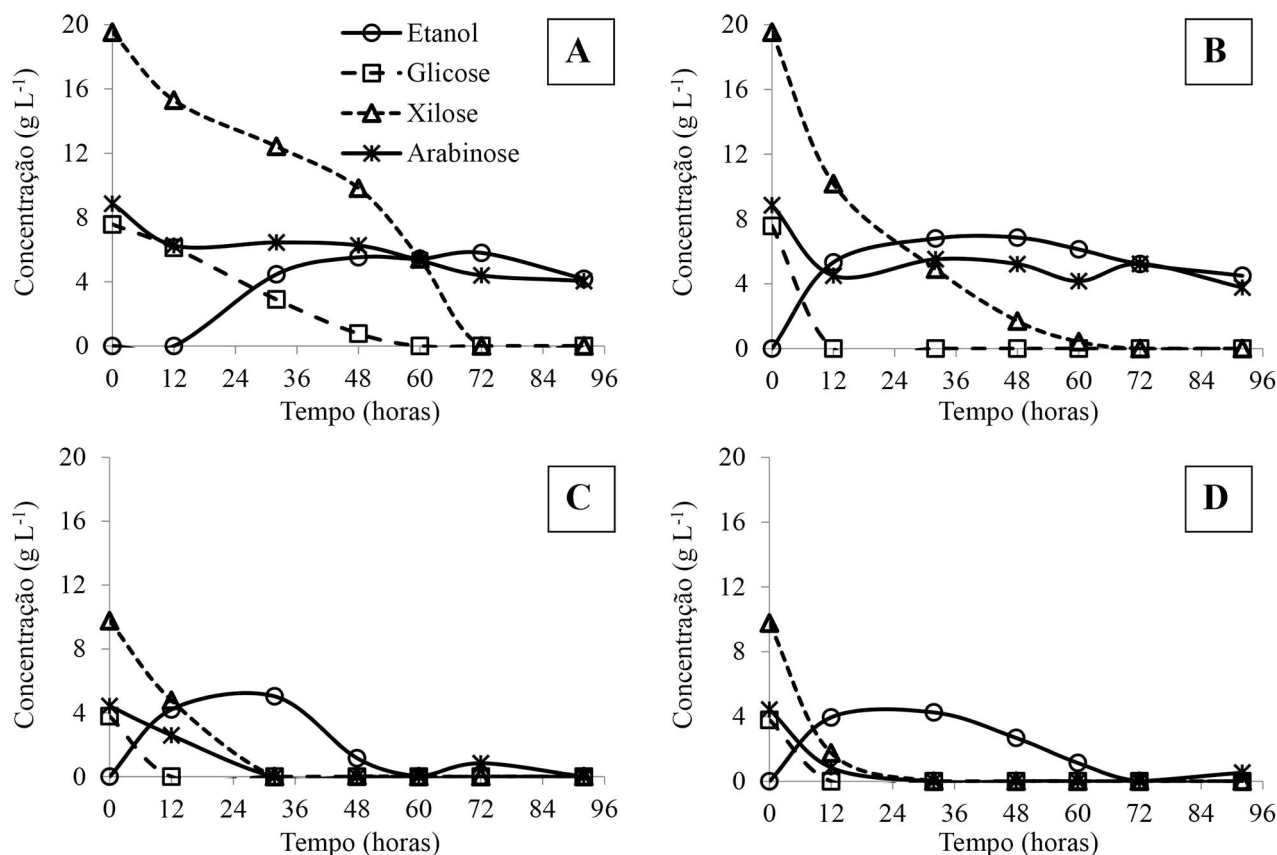 20
16
12
8
4
0
Concentração (g L⁻¹)
Etanol
Glicose
Xilose
Arabinose
A
0 12 24 36 48 60 72 84 96
Tempo (horas)
20
16
12
8
4
0
Concentração (g L⁻¹)
B
0 12 24 36 48 60 72 84 96
Tempo (horas)
20
16
12
8
4
0
Concentração (g L⁻¹)
C
0 12 24 36 48 60 72 84 96
Tempo (horas)
20
16
12
8
4
0
Concentração (g L⁻¹)
D
0 12 24 36 48 60 72 84 96
Tempo (horas)